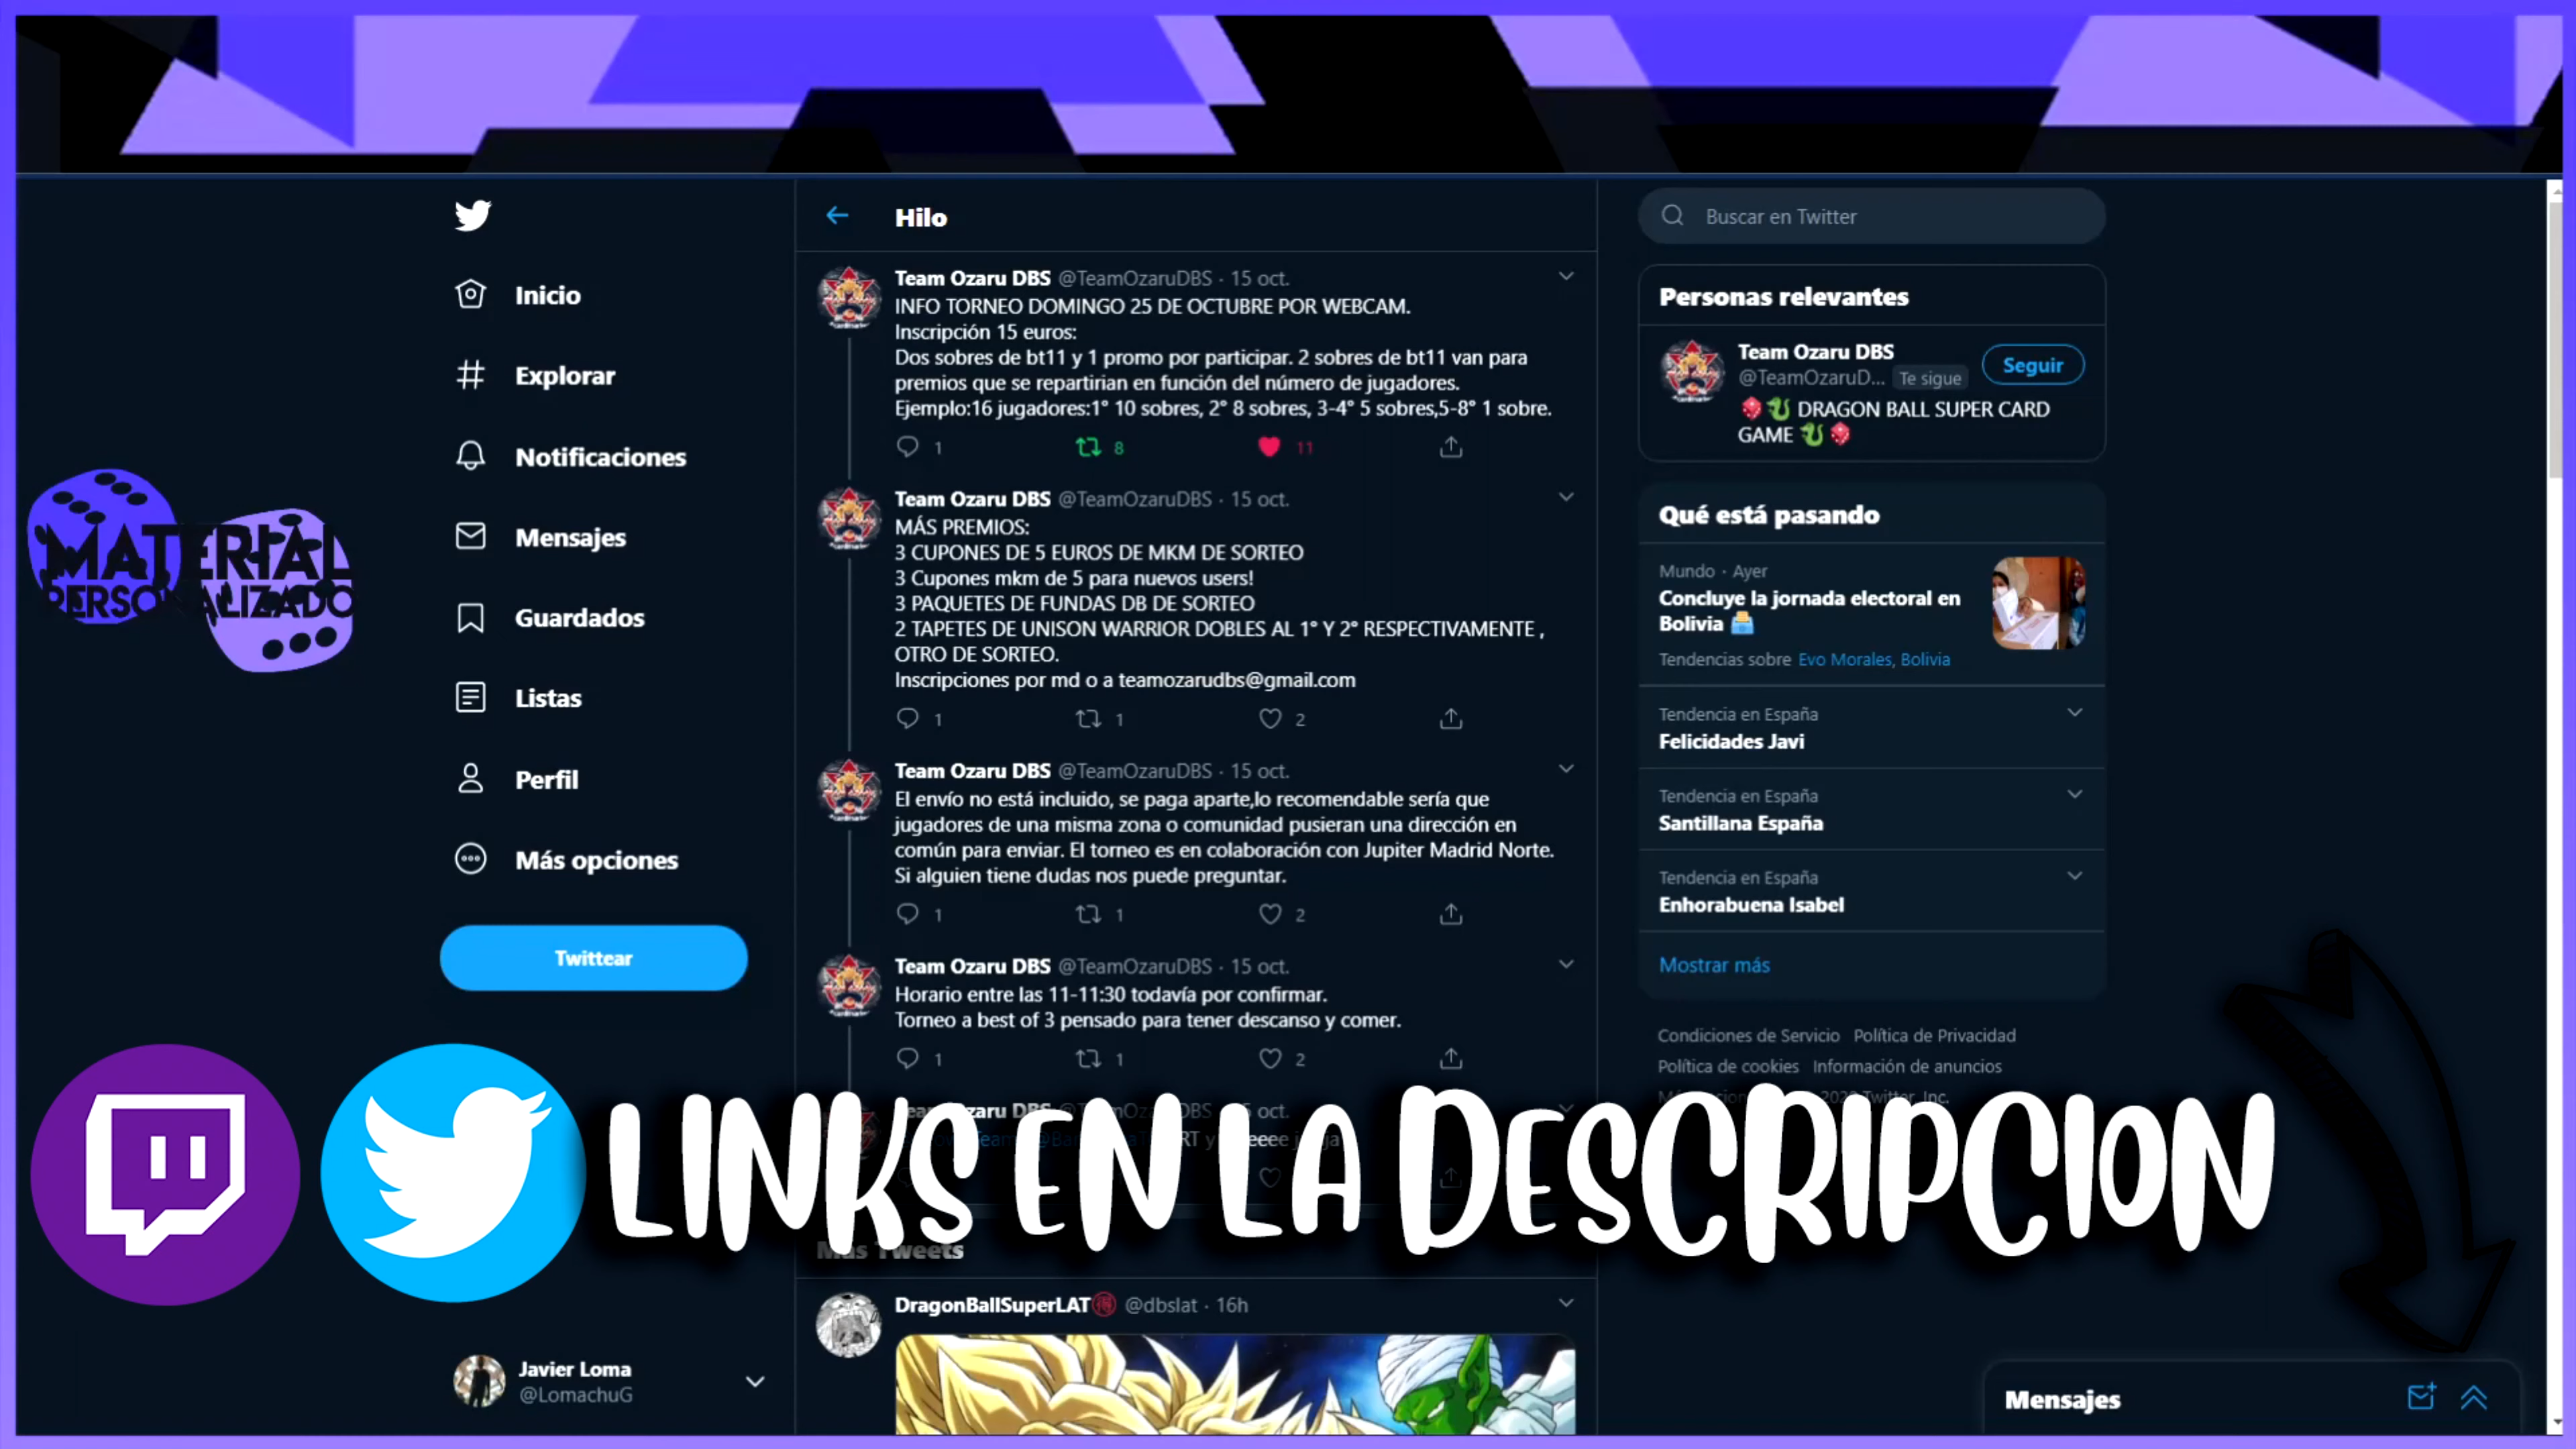 Hilo
Buscar en Twitter
Inicio
Explorar
Notificaciones
Mensajes
Guardados
Listas
Perfil
Más opciones
Twittear
MATERIAL
PERSONALIZADO
Team Ozaru DBS @TeamOzaruDBS · 15 oct.
INFO TORNEO DOMINGO 25 DE OCTUBRE POR WEBCAM.
Inscripción 15 euros:
Dos sobres de bt11 y 1 promo por participar. 2 sobres de bt11 van para
premios que se repartirian en función del número de jugadores.
Ejemplo:16 jugadores:1° 10 sobres, 2° 8 sobres, 3-4° 5 sobres,5-8° 1 sobre.
1 8 11
Team Ozaru DBS @TeamOzaruDBS · 15 oct.
MÁS PREMIOS:
3 CUPONES DE 5 EUROS DE MKM DE SORTEO
3 Cupones mkm de 5 para nuevos users!
3 PAQUETES DE FUNDAS DB DE SORTEO
2 TAPETES DE UNISON WARRIOR DOBLES AL 1° Y 2° RESPECTIVAMENTE ,
OTRO DE SORTEO.
Inscripciones por md o a teamozarudbs@gmail.com
1 1 2
Team Ozaru DBS @TeamOzaruDBS · 15 oct.
El envío no está incluido, se paga aparte,lo recomendable sería que
jugadores de una misma zona o comunidad pusieran una dirección en
común para enviar. El torneo es en colaboración con Jupiter Madrid Norte.
Si alguien tiene dudas nos puede preguntar.
1 1 2
Team Ozaru DBS @TeamOzaruDBS · 15 oct.
Horario entre las 11-11:30 todavía por confirmar.
Torneo a best of 3 pensado para tener descanso y comer.
1 1 2
LINKS EN LA DESCRIPCION
Más Tweets
DragonBallSuperLAT @dbslat · 16h
Personas relevantes
Team Ozaru DBS
@TeamOzaruD... Te sigue
Seguir
DRAGON BALL SUPER CARD
GAME
Qué está pasando
Mundo · Ayer
Concluye la jornada electoral en
Bolivia
Tendencias sobre Evo Morales, Bolivia
Tendencia en España
Felicidades Javi
Tendencia en España
Santillana España
Tendencia en España
Enhorabuena Isabel
Mostrar más
Condiciones de Servicio Política de Privacidad
Política de cookies Información de anuncios
Twitter, Inc.
Javier Loma
@LomachuG
Mensajes